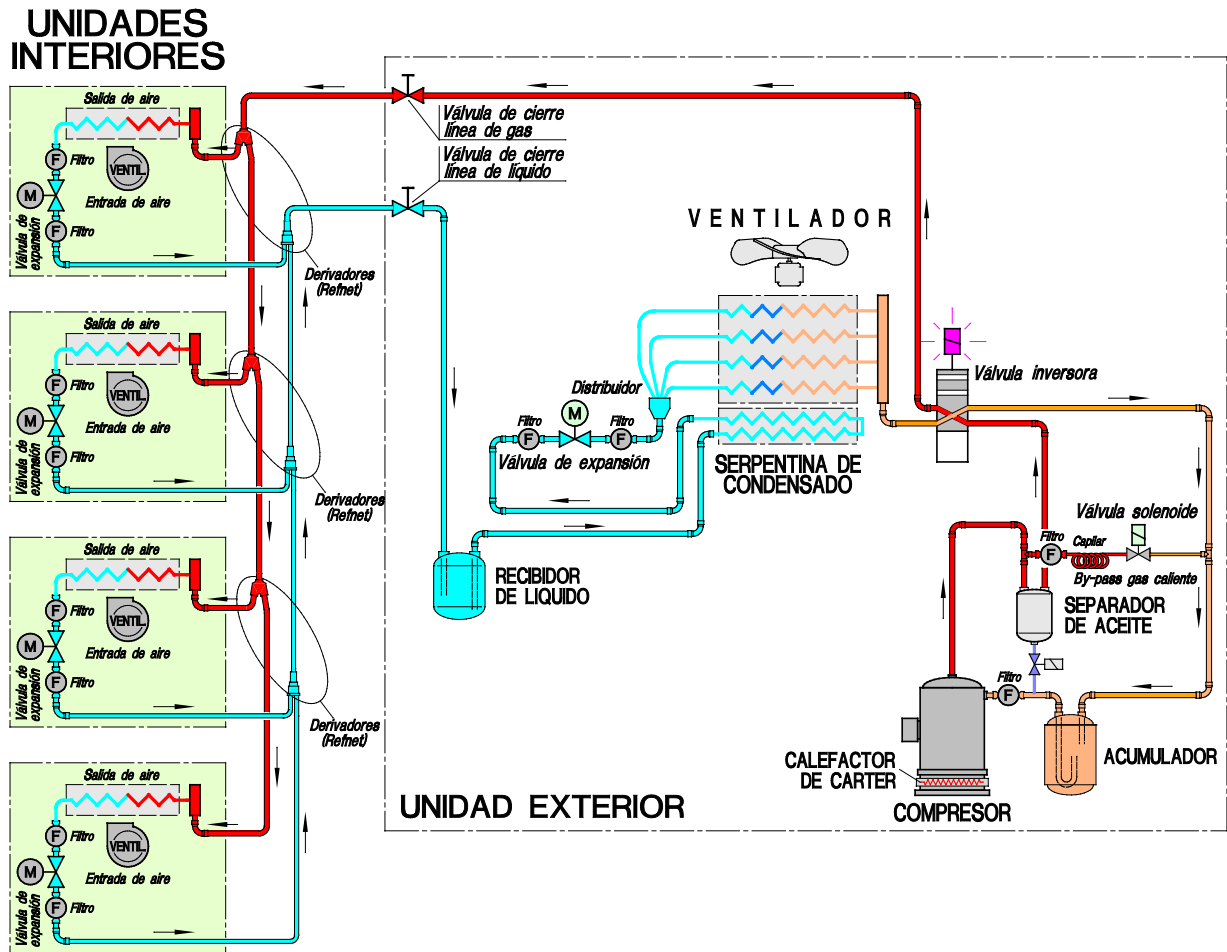 UNIDADES
INTERIORES
Salida de aire
F
Filtro
VENTIL.
M
Entrada de aire
Válvula de
expansión
F
Filtro
Válvula de cierre
línea de gas
Válvula de cierre
línea de líquido
Derivadores
(Refnet)
Salida de aire
F
Filtro
VENTIL.
M
Entrada de aire
Válvula de
expansión
F
Filtro
Derivadores
(Refnet)
Salida de aire
F
Filtro
VENTIL.
M
Entrada de aire
Válvula de
expansión
F
Filtro
Derivadores
(Refnet)
Salida de aire
F
Filtro
VENTIL.
M
Entrada de aire
Válvula de
expansión
F
Filtro
VENTILADOR
Distribuidor
Filtro
M
Filtro
F
F
Válvula de expansión
SERPENTINA DE
CONDENSADO
Válvula inversora
RECIBIDOR
DE LIQUIDO
Válvula solenoide
Filtro
F
Capilar
By-pass gas caliente
SEPARADOR
DE ACEITE
Filtro
F
CALEFACTOR
DE CARTER
COMPRESOR
ACUMULADOR
UNIDAD EXTERIOR